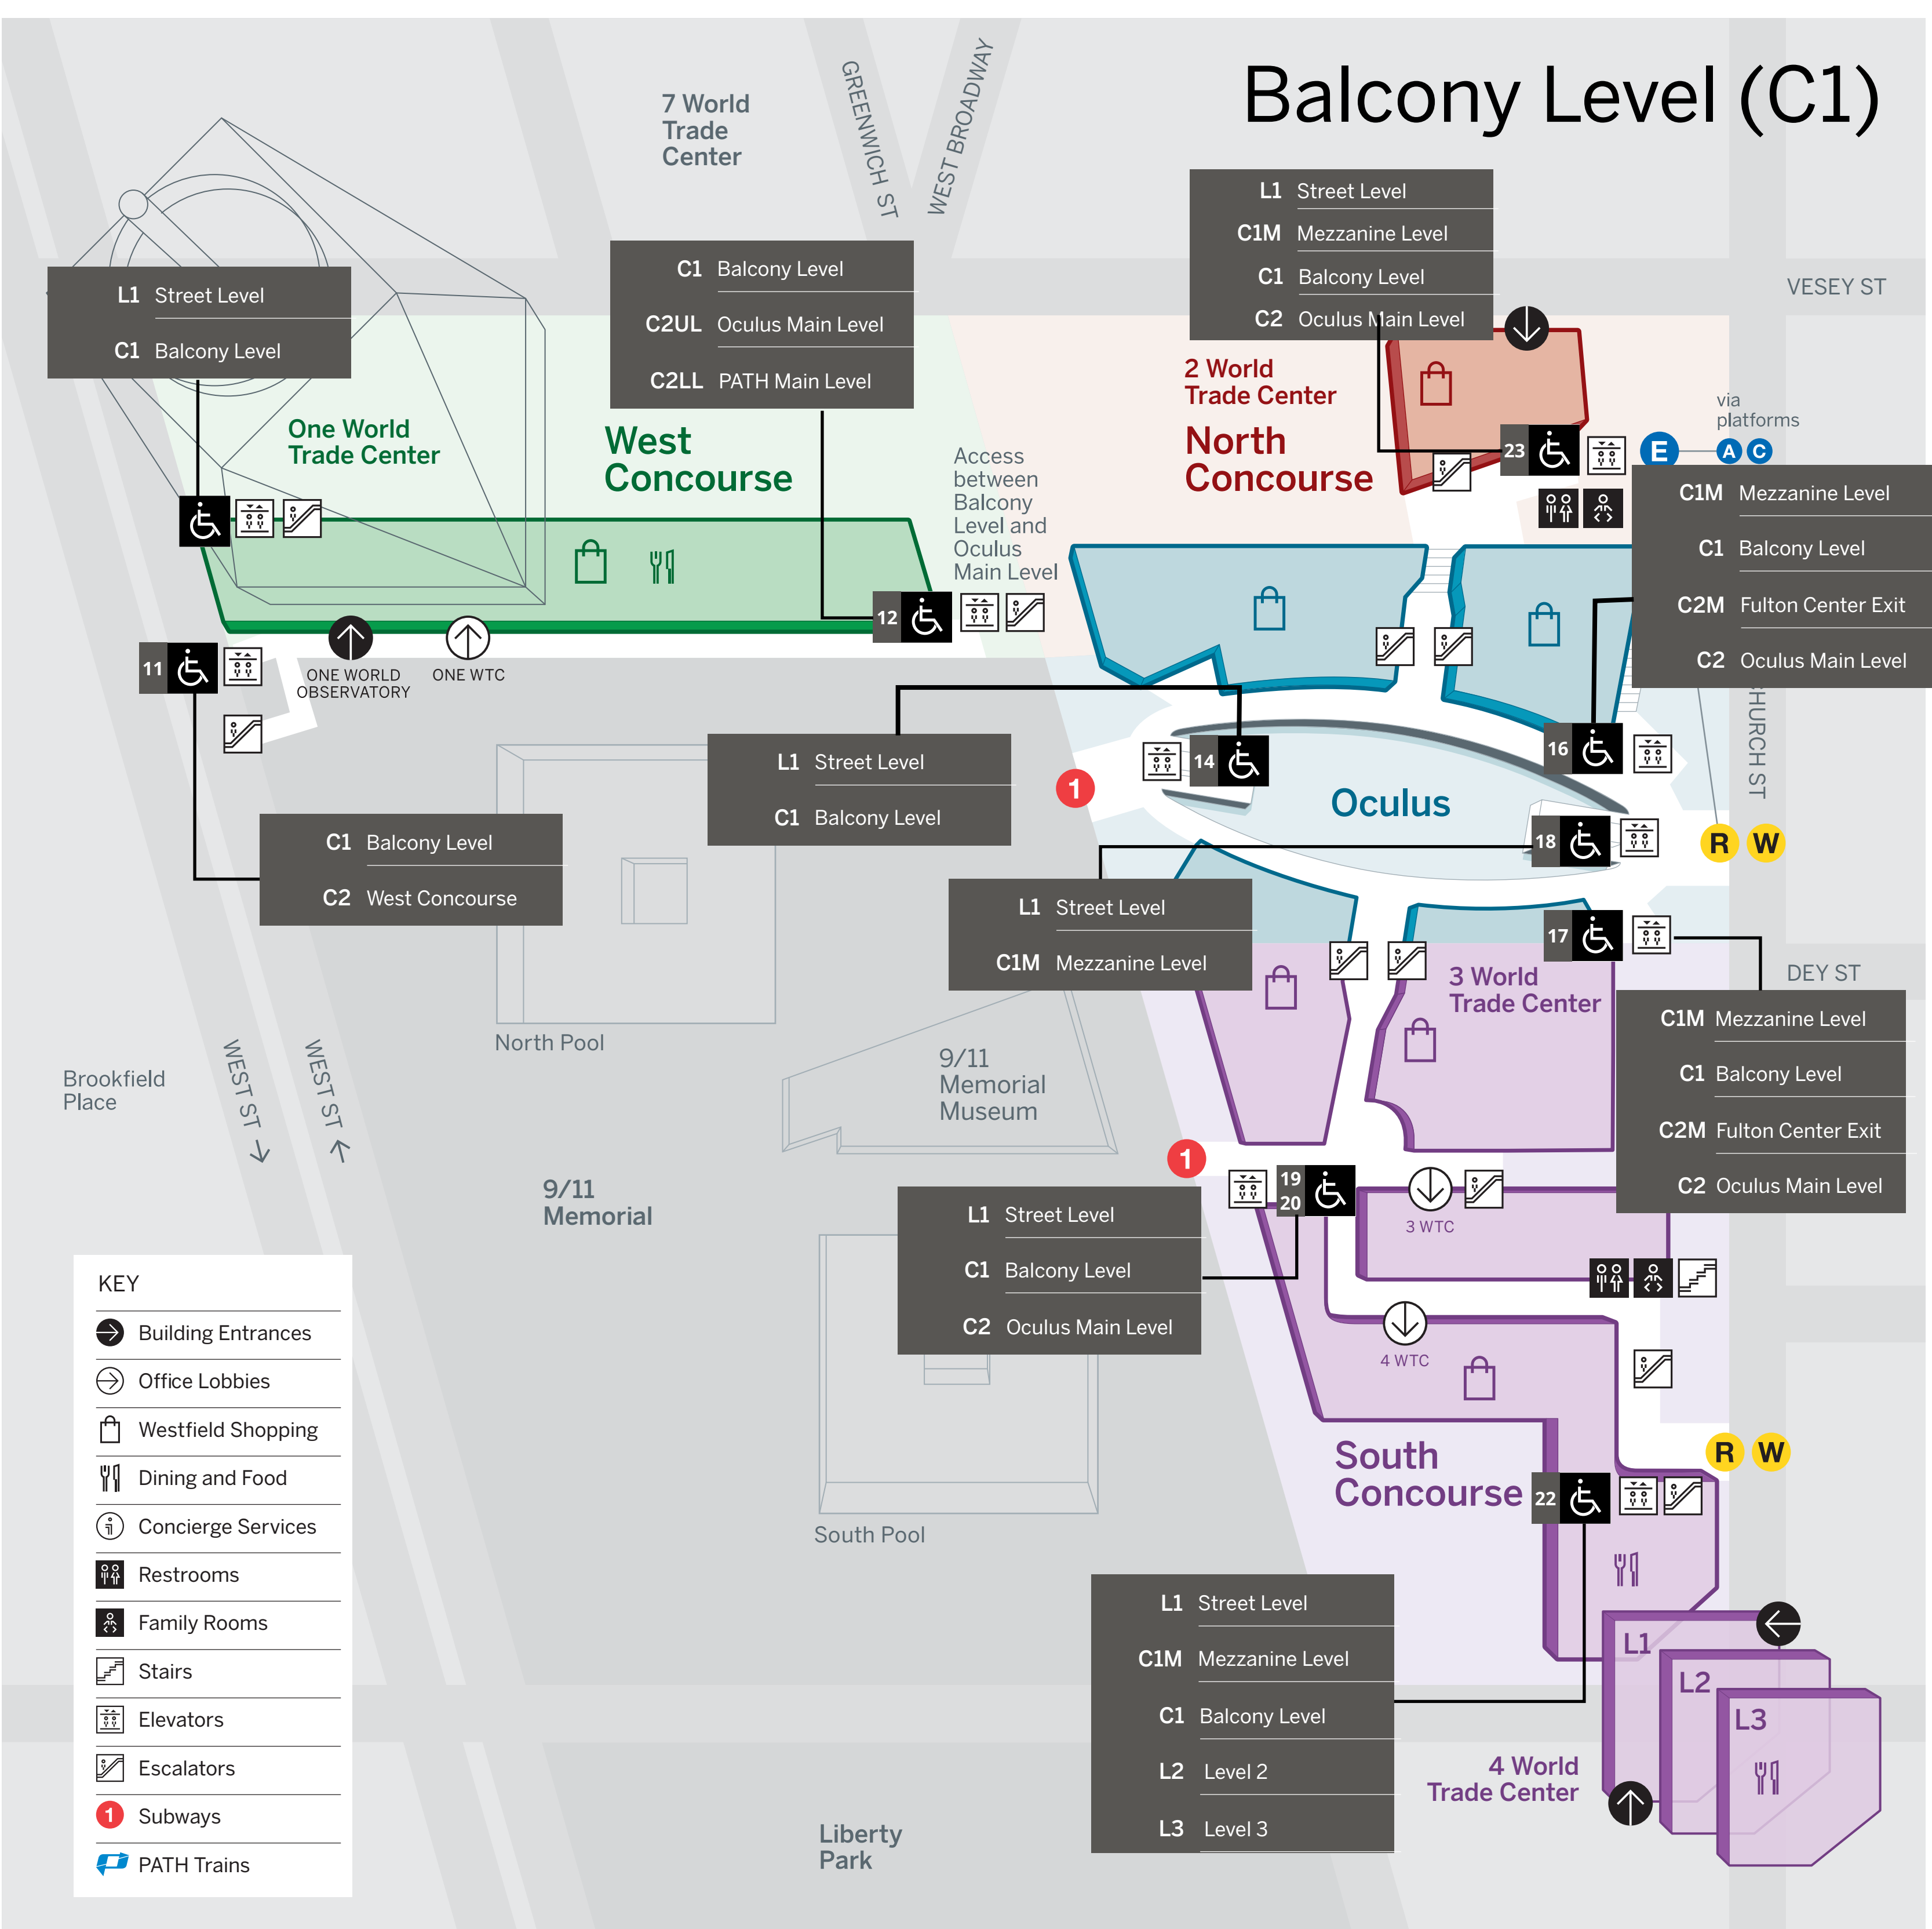 Balcony Level (C1)
7 World
Trade
Center
GREENWICH ST
WEST BROADWAY
VESEY ST
L1 Street Level
C1M Mezzanine Level
C1 Balcony Level
C2 Oculus Main Level
C1 Balcony Level
C2UL Oculus Main Level
C2LL PATH Main Level
L1 Street Level
C1 Balcony Level
One World
Trade Center
West
Concourse
Access
between
Balcony
Level and
Oculus
Main Level
2 World
Trade Center
North
Concourse
23
E
via
platforms
A C
C1M Mezzanine Level
C1 Balcony Level
C2M Fulton Center Exit
C2 Oculus Main Level
12
11
ONE WORLD
OBSERVATORY
ONE WTC
L1 Street Level
C1 Balcony Level
1
14
16
Oculus
18
CHURCH ST
R W
C1 Balcony Level
C2 West Concourse
L1 Street Level
C1M Mezzanine Level
17
3 World
Trade Center
DEY ST
C1M Mezzanine Level
C1 Balcony Level
C2M Fulton Center Exit
C2 Oculus Main Level
North Pool
9/11
Memorial
Museum
Brookfield
Place
WEST ST
WEST ST
9/11
Memorial
1
19
20
3 WTC
L1 Street Level
C1 Balcony Level
C2 Oculus Main Level
4 WTC
South Pool
South
Concourse
22
R W
L1 Street Level
C1M Mezzanine Level
C1 Balcony Level
L2 Level 2
L3 Level 3
L1
L2
L3
4 World
Trade Center
Liberty
Park
KEY
Building Entrances
Office Lobbies
Westfield Shopping
Dining and Food
Concierge Services
Restrooms
Family Rooms
Stairs
Elevators
Escalators
1 Subways
PATH Trains